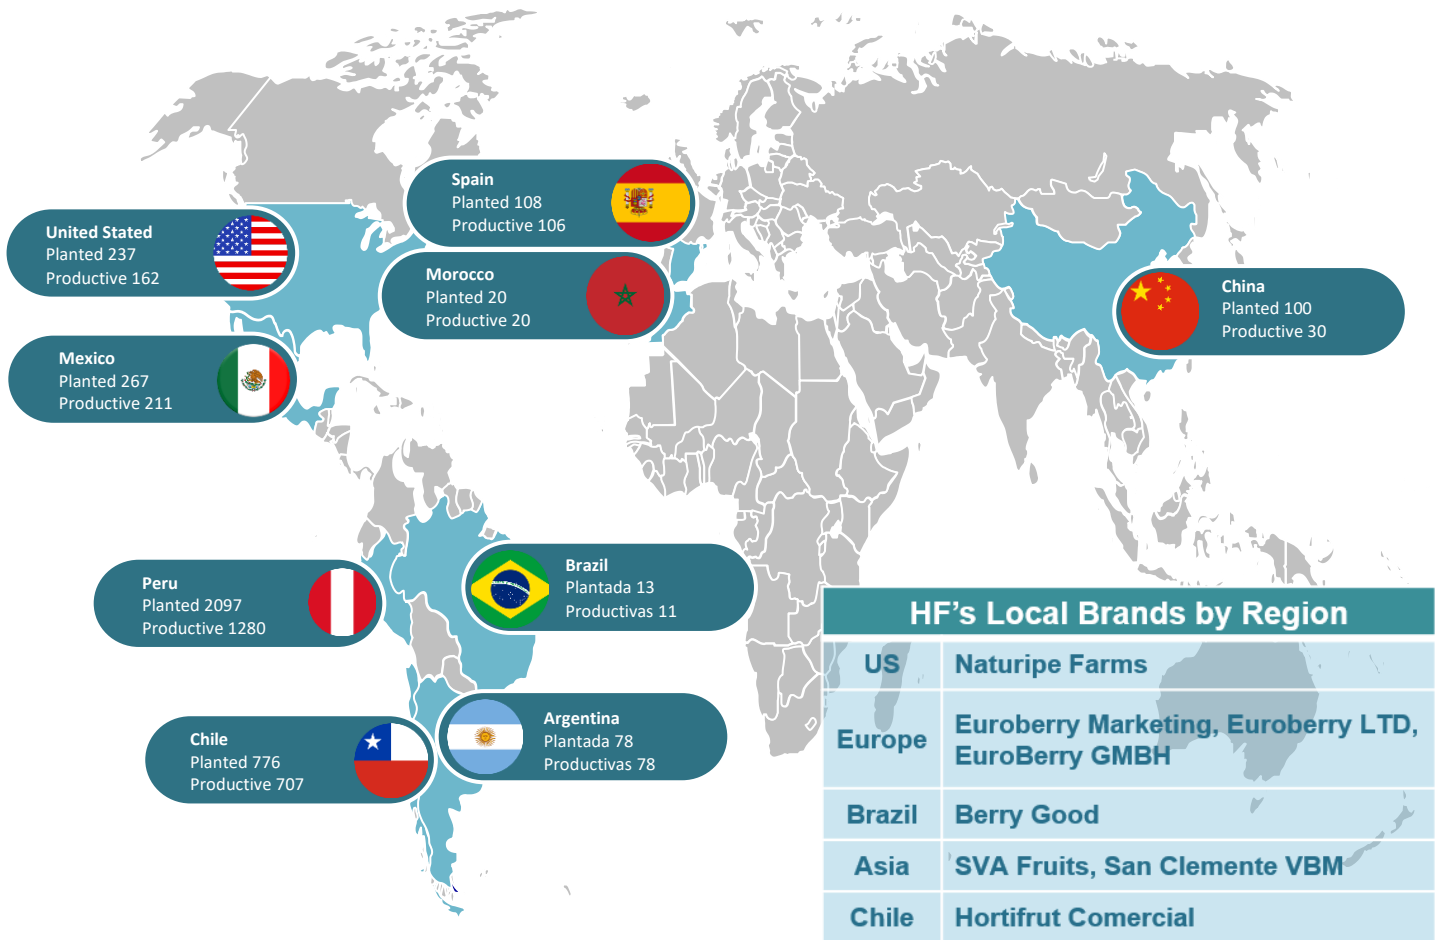 Spain
Planted 108
Productive 106
United Stated
Planted 237
Productive 162
Morocco
Planted 20
Productive 20
China
Planted 100
Productive 30
Mexico
Planted 267
Productive 211
Brazil
Plantada 13
Productivas 11
Peru
Planted 2097
Productive 1280
Argentina
Plantada 78
Productivas 78
Chile
Planted 776
Productive 707
HF's Local Brands by Region
US Naturipe Farms
Europe Euroberry Marketing, Euroberry LTD,
EuroBerry GMBH
Brazil Berry Good
Asia SVA Fruits, San Clemente VBM
Chile Hortifrut Comercial